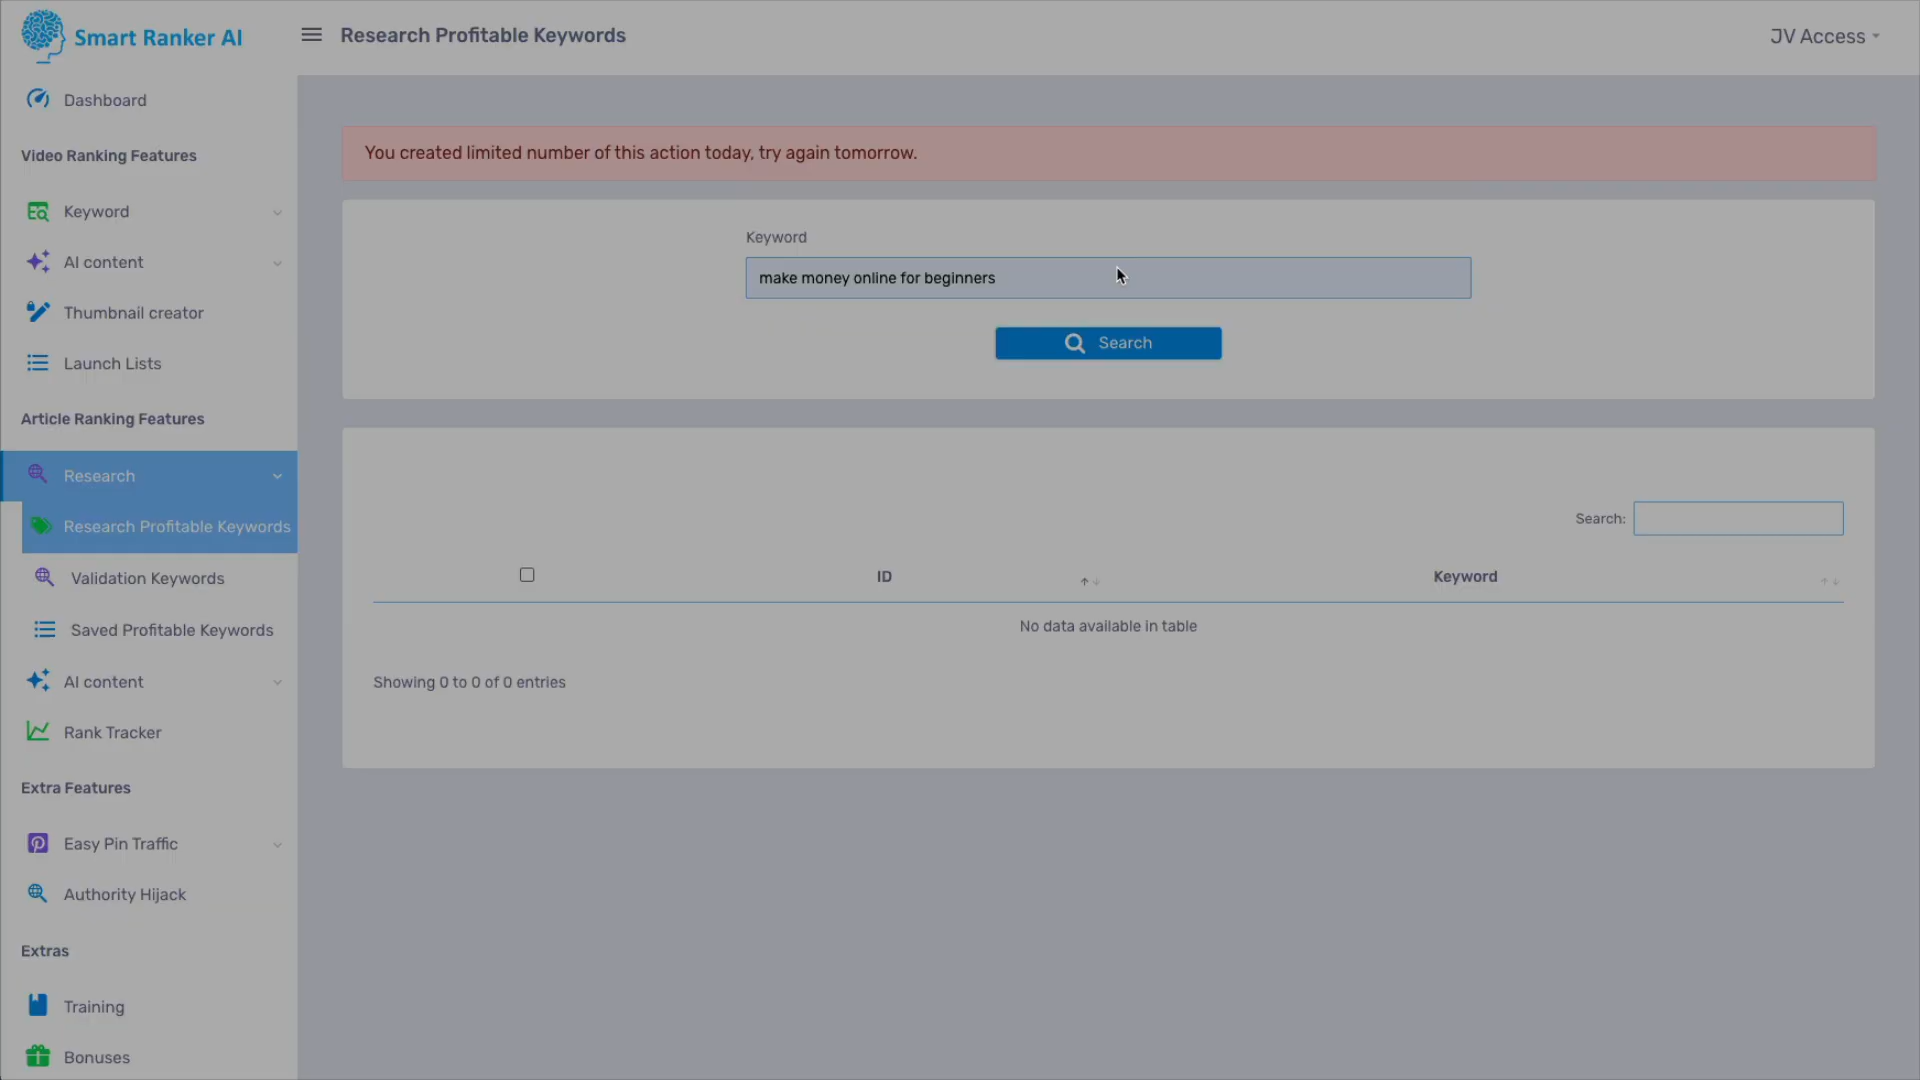 Smart Ranker AI
Research Profitable Keywords
JV Access
Dashboard
Video Ranking Features
Keyword
AI content
Thumbnail creator
Launch Lists
Article Ranking Features
Research
Research Profitable Keywords
Validation Keywords
Saved Profitable Keywords
AI content
Rank Tracker
Extra Features
Easy Pin Traffic
Authority Hijack
Extras
Training
Bonuses
You created limited number of this action today, try again tomorrow.
Keyword
make money online for beginners
Search
Search:
ID Keyword
No data available in table
Showing 0 to 0 of 0 entries